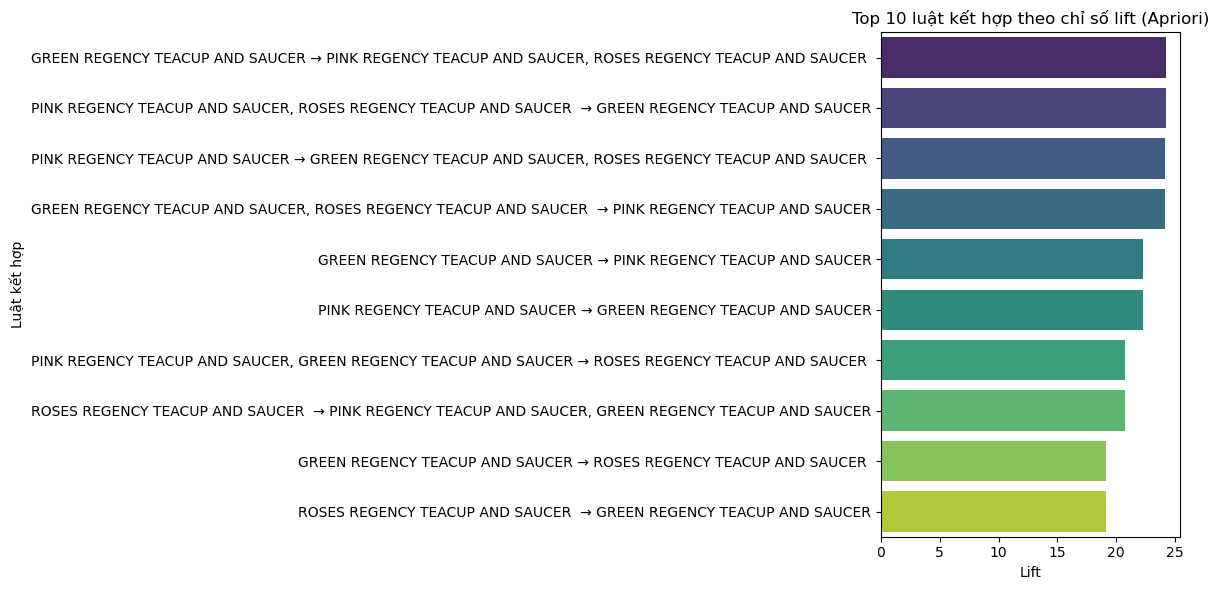 Top 10 luật kết hợp theo chỉ số lift (Apriori)
GREEN REGENCY TEACUP AND SAUCER → PINK REGENCY TEACUP AND SAUCER, ROSES REGENCY TEACUP AND SAUCER
PINK REGENCY TEACUP AND SAUCER, ROSES REGENCY TEACUP AND SAUCER  → GREEN REGENCY TEACUP AND SAUCER
PINK REGENCY TEACUP AND SAUCER → GREEN REGENCY TEACUP AND SAUCER, ROSES REGENCY TEACUP AND SAUCER
GREEN REGENCY TEACUP AND SAUCER, ROSES REGENCY TEACUP AND SAUCER  → PINK REGENCY TEACUP AND SAUCER
GREEN REGENCY TEACUP AND SAUCER → PINK REGENCY TEACUP AND SAUCER
PINK REGENCY TEACUP AND SAUCER → GREEN REGENCY TEACUP AND SAUCER
PINK REGENCY TEACUP AND SAUCER, GREEN REGENCY TEACUP AND SAUCER → ROSES REGENCY TEACUP AND SAUCER
ROSES REGENCY TEACUP AND SAUCER  → PINK REGENCY TEACUP AND SAUCER, GREEN REGENCY TEACUP AND SAUCER
GREEN REGENCY TEACUP AND SAUCER → ROSES REGENCY TEACUP AND SAUCER
ROSES REGENCY TEACUP AND SAUCER  → GREEN REGENCY TEACUP AND SAUCER
Luật kết hợp
0 5 10 15 20 25
Lift